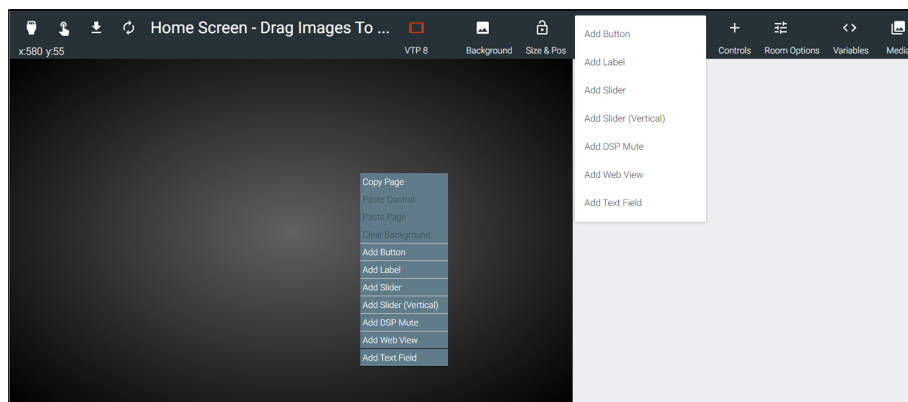 Home Screen - Drag Images To ...
x:580 y:55
VTP 8
Background
Size & Pos
Controls
Room Options
Variables
Media
Add Button
Add Label
Add Slider
Add Slider (Vertical)
Add DSP Mute
Add Web View
Add Text Field
Copy Page
Paste Control
Paste Page
Clear Background
Add Button
Add Label
Add Slider
Add Slider (Vertical)
Add DSP Mute
Add Web View
Add Text Field